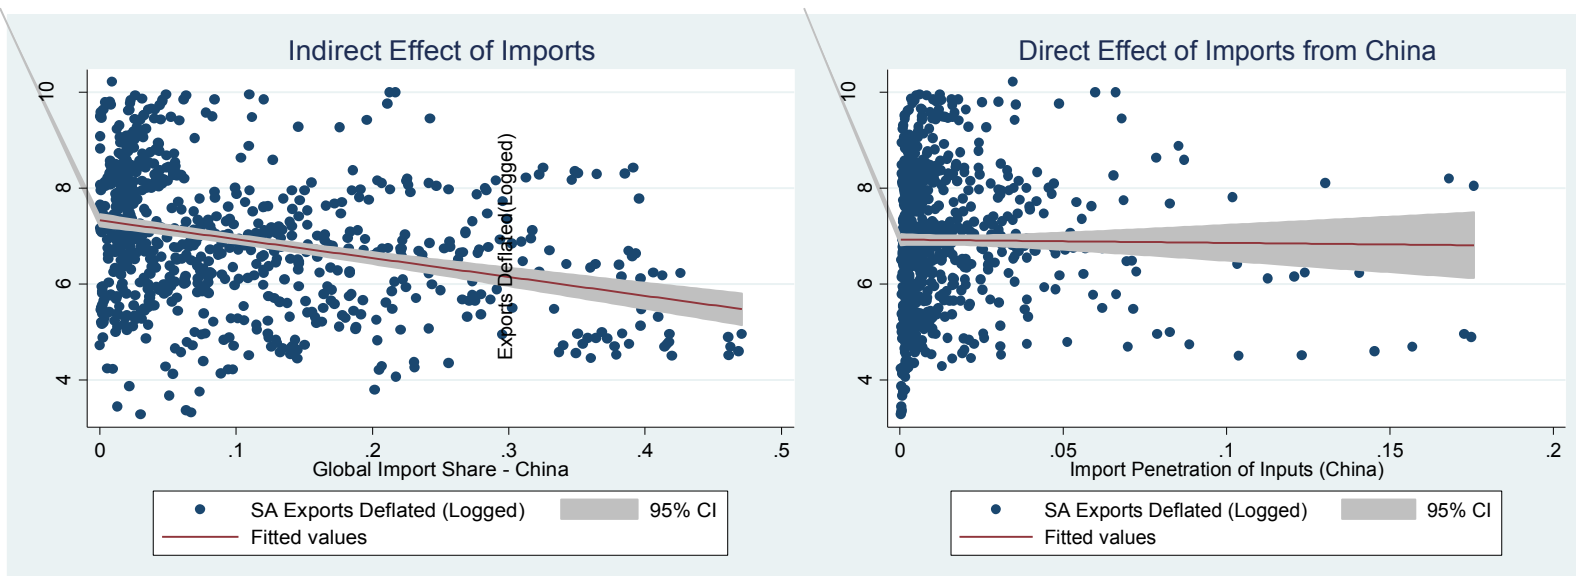 Indirect Effect of Imports
10
8
6
4
Exports Deflated(Logged)
0 .1 .2 .3 .4 .5
Global Import Share - China
SA Exports Deflated (Logged) 95% CI
Fitted values
Direct Effect of Imports from China
10
8
6
4
0 .05 .1 .15 .2
Import Penetration of Inputs (China)
SA Exports Deflated (Logged) 95% CI
Fitted values